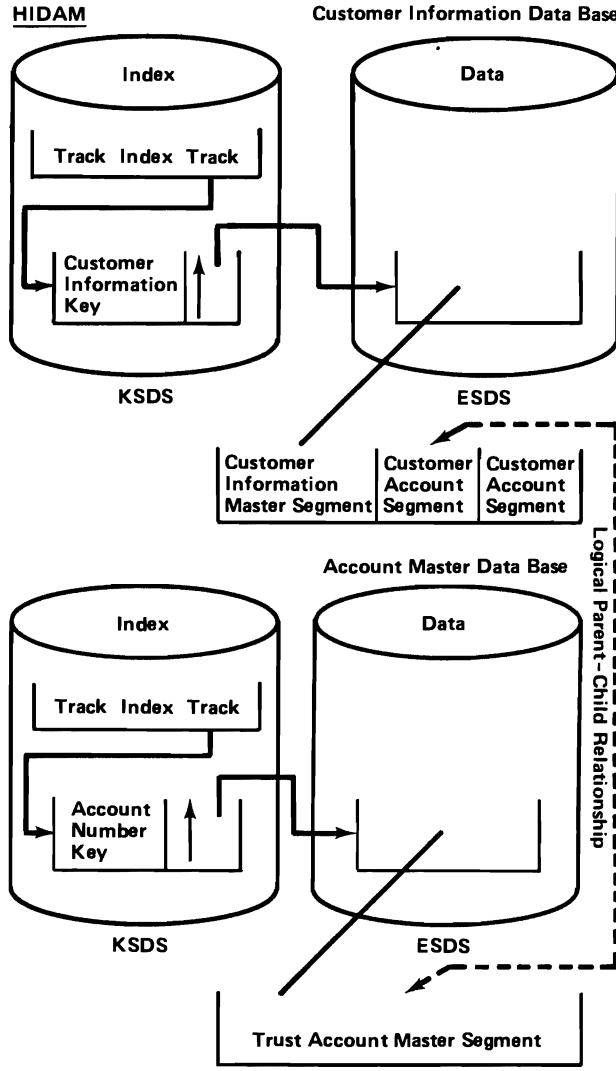 HIDAM
Customer Information Data Base
Index
Data
Track Index Track
Customer
Information
Key
KSDS
ESDS
Customer
Information
Master Segment
Customer
Account
Segment
Customer
Account
Segment
Logical Parent–Child Relationship
Account Master Data Base
Index
Data
Track Index Track
Account
Number
Key
KSDS
ESDS
Trust Account Master Segment